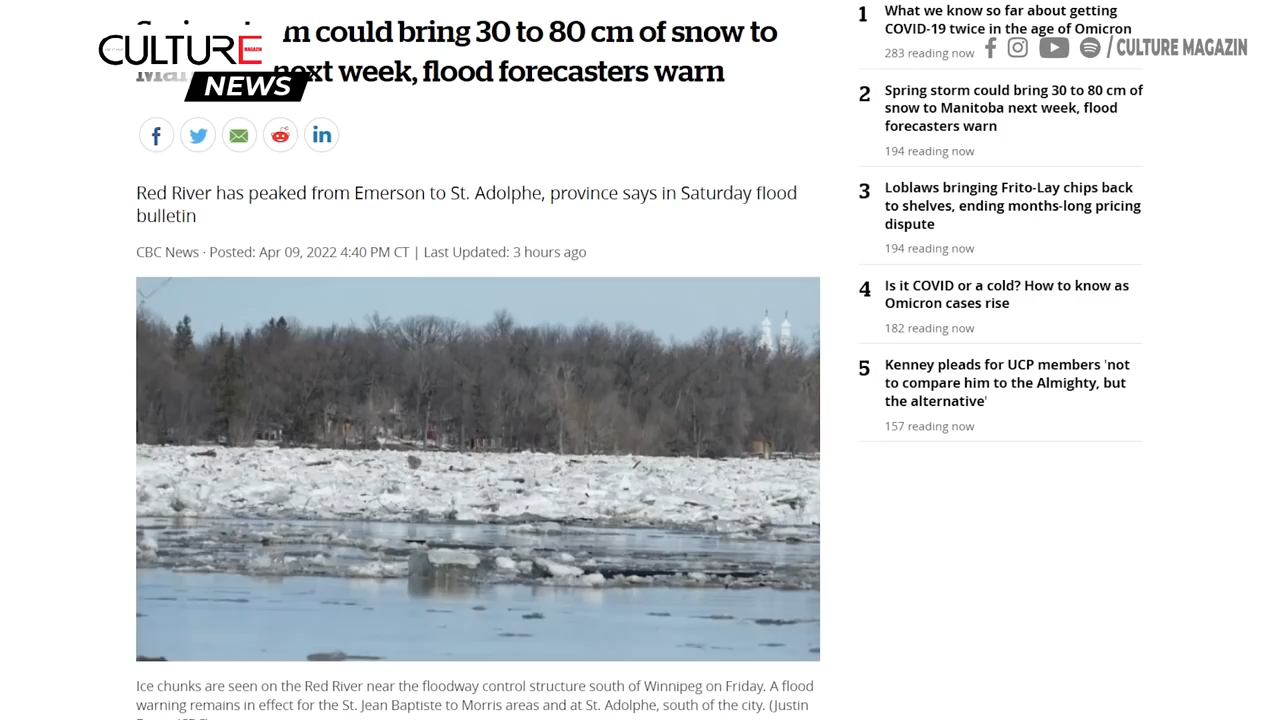 m could bring 30 to 80 cm of snow to
next week, flood forecasters warn
CULTURE
MAGAZIN
NEWS
Red River has peaked from Emerson to St. Adolphe, province says in Saturday flood
bulletin
CBC News · Posted: Apr 09, 2022 4:40 PM CT | Last Updated: 3 hours ago
Ice chunks are seen on the Red River near the floodway control structure south of Winnipeg on Friday. A flood
warning remains in effect for the St. Jean Baptiste to Morris areas and at St. Adolphe, south of the city. (Justin
1 What we know so far about getting
COVID-19 twice in the age of Omicron
283 reading now
/ CULTURE MAGAZIN
2 Spring storm could bring 30 to 80 cm of
snow to Manitoba next week, flood
forecasters warn
194 reading now
3 Loblaws bringing Frito-Lay chips back
to shelves, ending months-long pricing
dispute
194 reading now
4 Is it COVID or a cold? How to know as
Omicron cases rise
182 reading now
5 Kenney pleads for UCP members 'not
to compare him to the Almighty, but
the alternative'
157 reading now